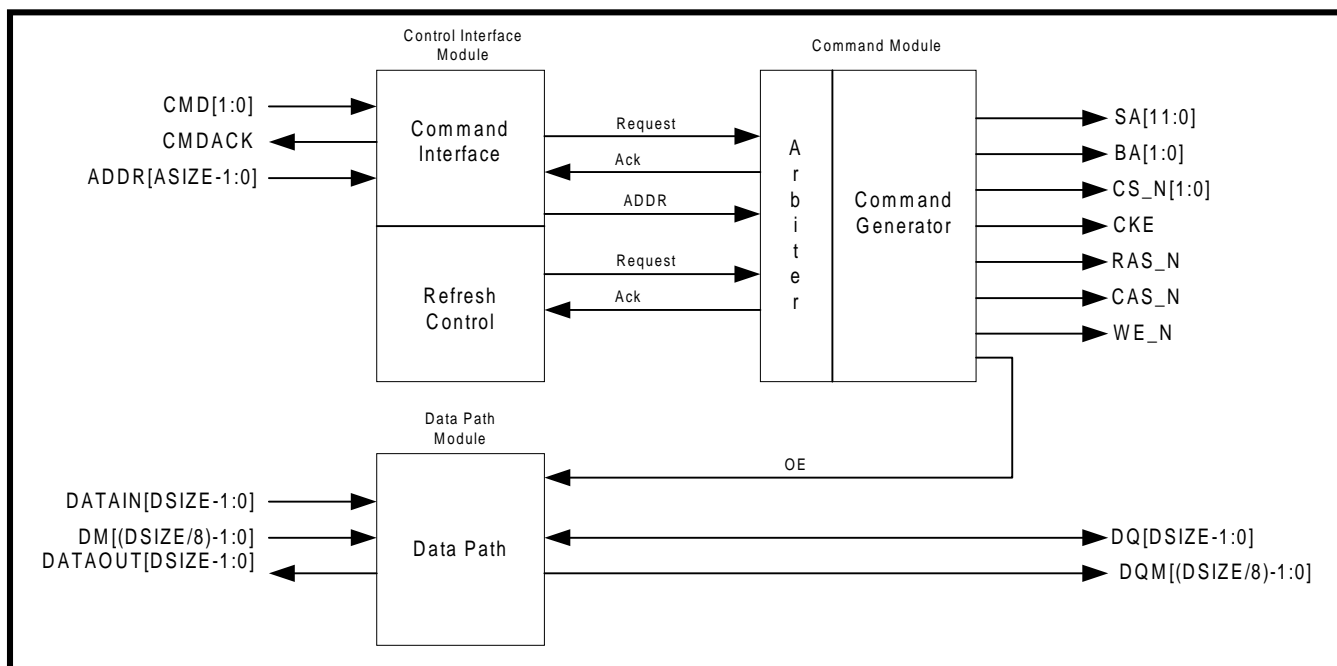 Control Interface
Module
Command Module
CMD[1:0]
CMDACK
ADDR[ASIZE-1:0]
Command
Interface
Refresh
Control
Request
Ack
ADDR
Request
Ack
A
r
b
i
t
e
r
Command
Generator
SA[11:0]
BA[1:0]
CS_N[1:0]
CKE
RAS_N
CAS_N
WE_N
Data Path
Module
OE
DATAIN[DSIZE-1:0]
DM[(DSIZE/8)-1:0]
DATAOUT[DSIZE-1:0]
Data Path
DQ[DSIZE-1:0]
DQM[(DSIZE/8)-1:0]